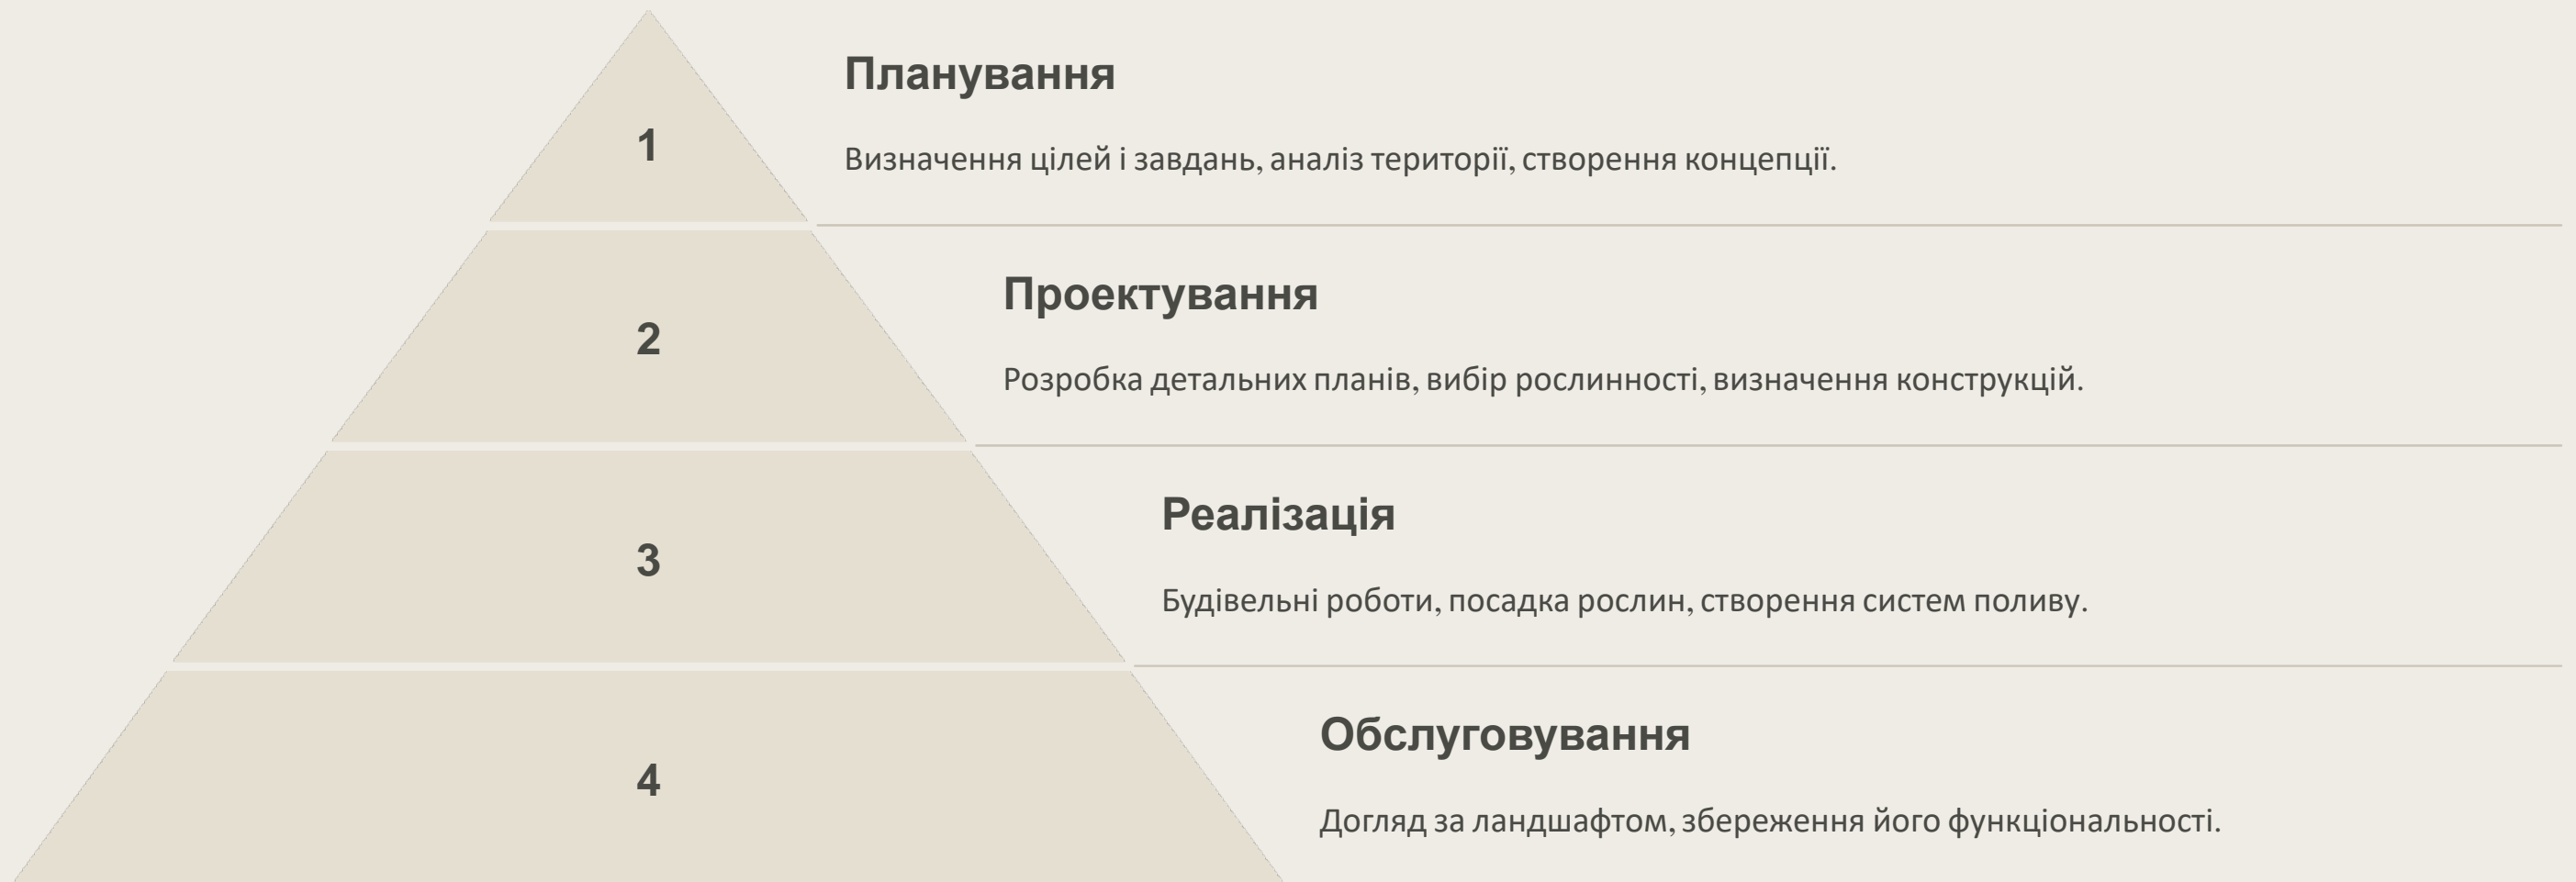 Планування
1
Визначення цілей і завдань, аналіз території, створення концепції.
Проектування
2
Розробка детальних планів, вибір рослинності, визначення конструкцій.
Реалізація
3
Будівельні роботи, посадка рослин, створення систем поливу.
Обслуговування
4
Догляд за ландшафтом, збереження його функціональності.